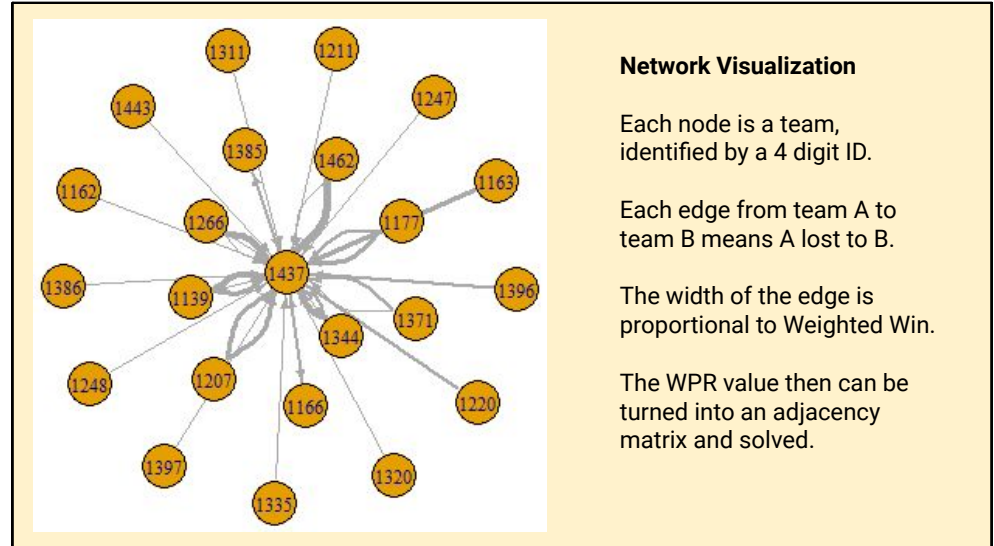 1311
1211
1247
1443
1385
1462
1163
1162
1266
1177
1437
1386
1139
1396
1371
1344
1248
1207
1166
1220
1397
1320
1335
Network Visualization
Each node is a team,
identified by a 4 digit ID.
Each edge from team A to
team B means A lost to B.
The width of the edge is
proportional to Weighted Win.
The WPR value then can be
turned into an adjacency
matrix and solved.